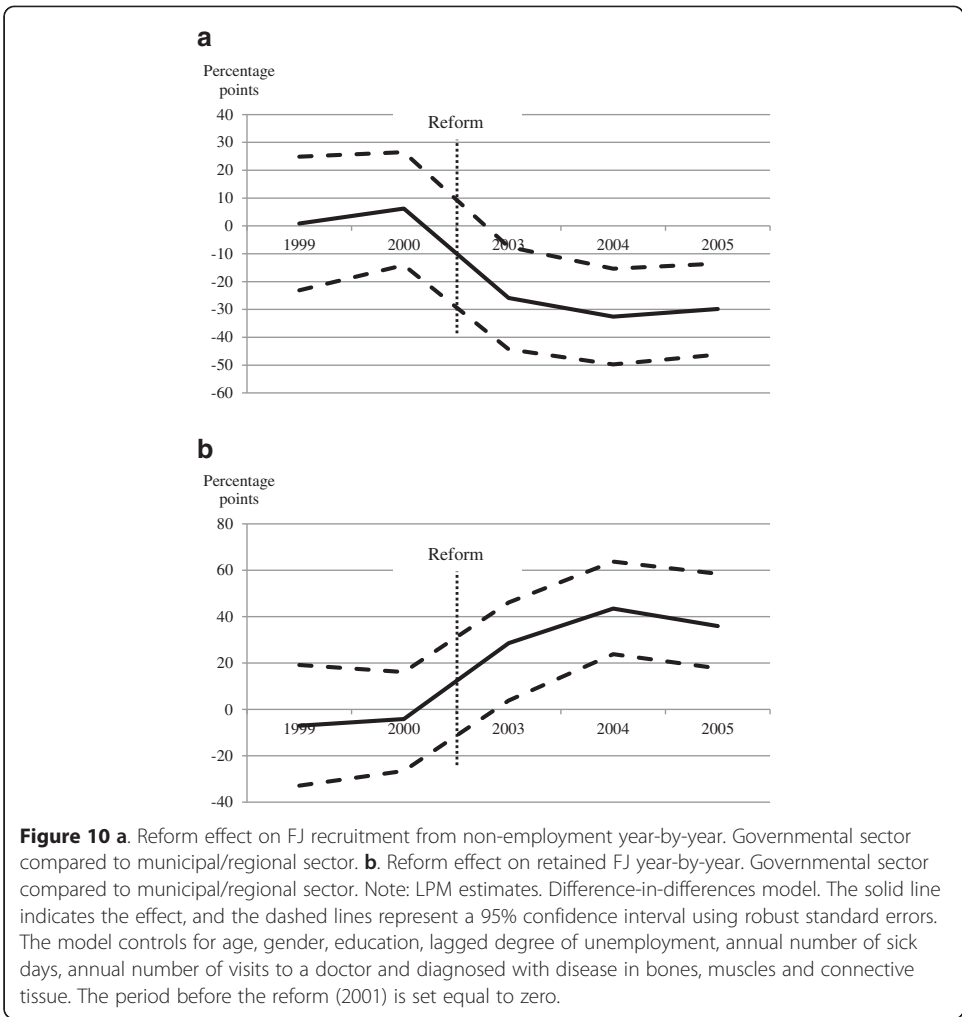 a
Percentage
points
40
Reform
30
20
10
0
1999 2000 2003 2004 2005
-10
-20
-30
-40
-50
-60
b
Percentage
points
80
Reform
60
40
20
0
1999 2000 2003 2004 2005
-20
-40
Figure 10 a. Reform effect on FJ recruitment from non-employment year-by-year. Governmental sector
compared to municipal/regional sector. b. Reform effect on retained FJ year-by-year. Governmental sector
compared to municipal/regional sector. Note: LPM estimates. Difference-in-differences model. The solid line
indicates the effect, and the dashed lines represent a 95% confidence interval using robust standard errors.
The model controls for age, gender, education, lagged degree of unemployment, annual number of sick
days, annual number of visits to a doctor and diagnosed with disease in bones, muscles and connective
tissue. The period before the reform (2001) is set equal to zero.